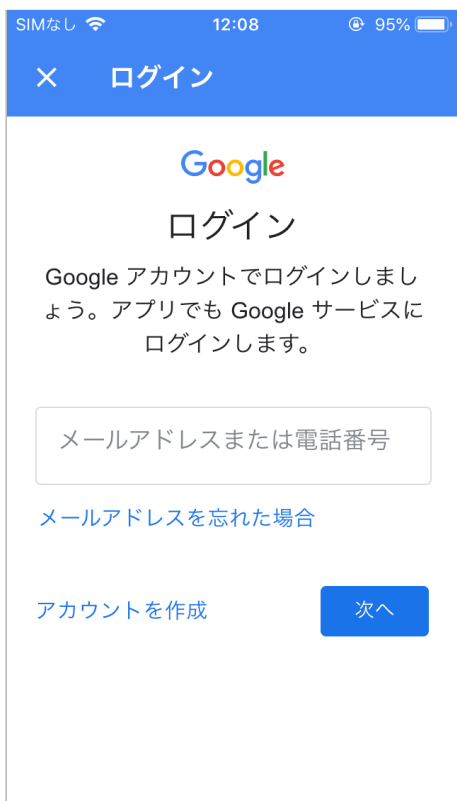 SIMなし 12:08 95%
ログイン
Google
ログイン
Google アカウントでログインしまし
ょう。アプリでも Google サービスに
ログインします。
メールアドレスまたは電話番号
メールアドレスを忘れた場合
アカウントを作成 次へ